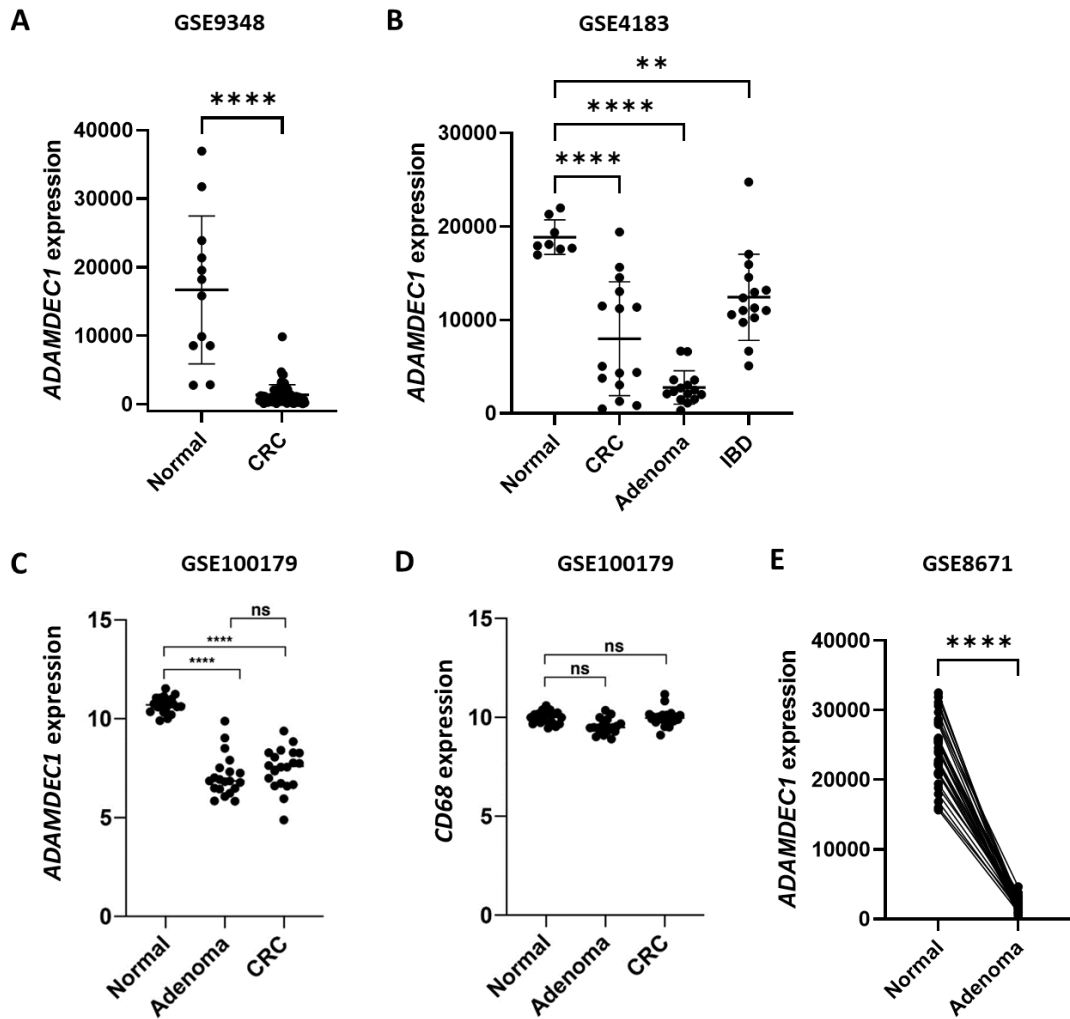 A
GSE9348
****
40000
30000
20000
10000
0
ADAMDEC1 expression
Normal
CRC
B
GSE4183
**
****
****
30000
20000
10000
0
ADAMDEC1 expression
Normal
CRC
Adenoma
IBD
C
GSE100179
ns
****
****
15
10
5
0
ADAMDEC1 expression
Normal
Adenoma
CRC
D
GSE100179
ns
ns
15
10
5
0
CD68 expression
Normal
Adenoma
CRC
E
GSE8671
****
40000
30000
20000
10000
0
ADAMDEC1 expression
Normal
Adenoma